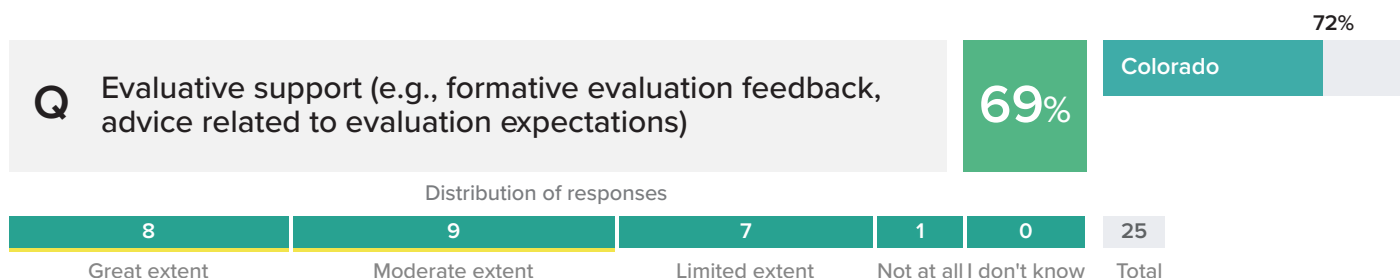 72%
Q
Evaluative support (e.g., formative evaluation feedback,
advice related to evaluation expectations)
69%
Colorado
Distribution of responses
8 9 7 1 0 25
Great extent Moderate extent Limited extent Not at all I don't know Total